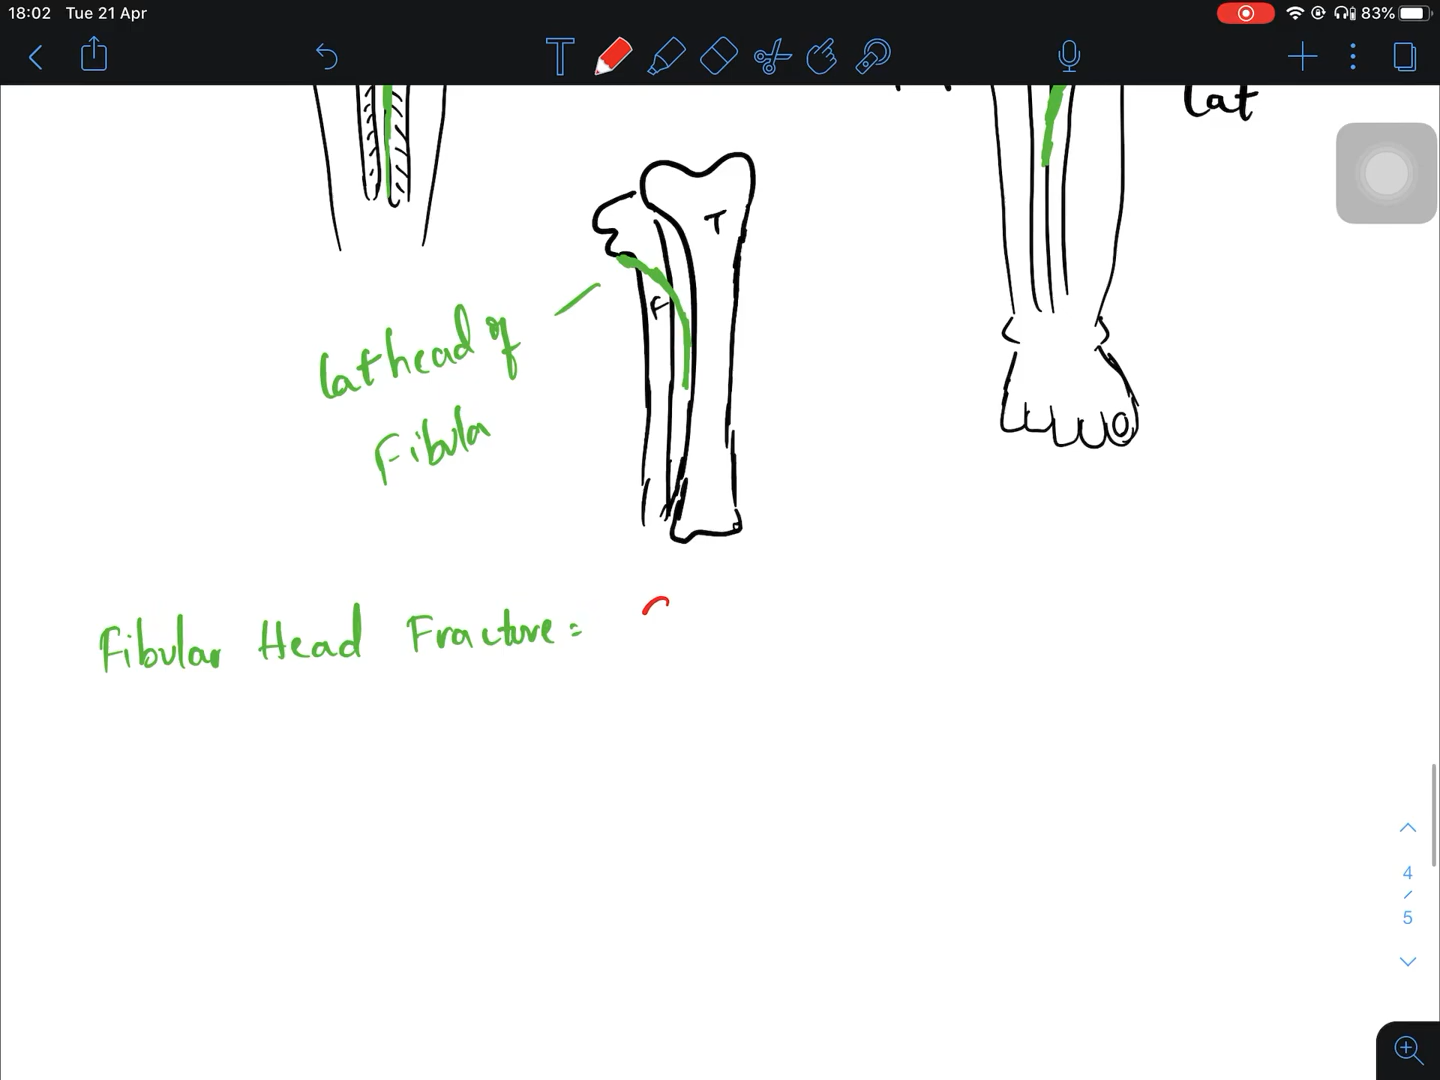 18:02 Tue 21 Apr
83%
T
Lat
T
F
Lat head of
Fibula
Fibular Head Fracture =
4
5